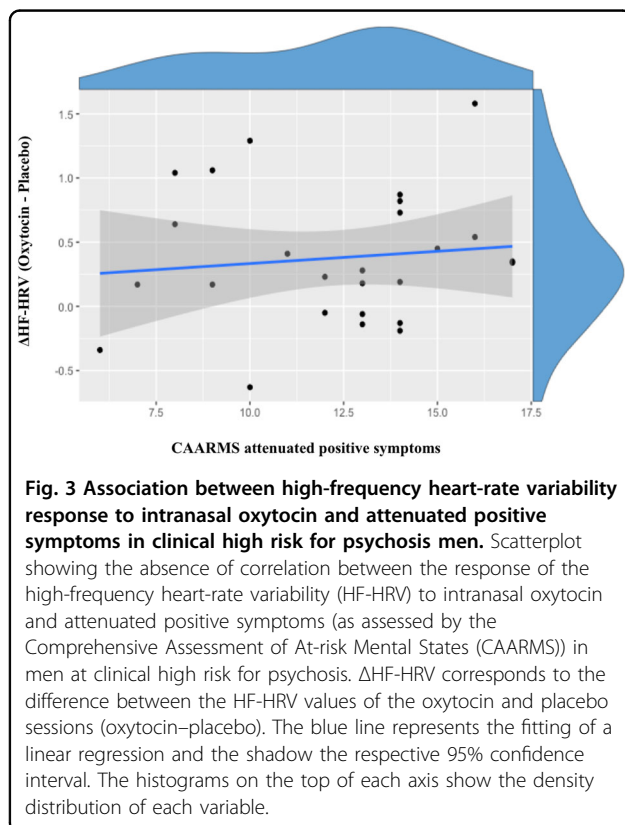 1.5
1.0
0.5
0.0
-0.5
ΔHF-HRV (Oxytocin - Placebo)
7.5 10.0 12.5 15.0 17.5
CAARMS attenuated positive symptoms
Fig. 3 Association between high-frequency heart-rate variability
response to intranasal oxytocin and attenuated positive
symptoms in clinical high risk for psychosis men. Scatterplot
showing the absence of correlation between the response of the
high-frequency heart-rate variability (HF-HRV) to intranasal oxytocin
and attenuated positive symptoms (as assessed by the
Comprehensive Assessment of At-risk Mental States (CAARMS)) in
men at clinical high risk for psychosis. ΔHF-HRV corresponds to the
difference between the HF-HRV values of the oxytocin and placebo
sessions (oxytocin–placebo). The blue line represents the fitting of a
linear regression and the shadow the respective 95% confidence
interval. The histograms on the top of each axis show the density
distribution of each variable.